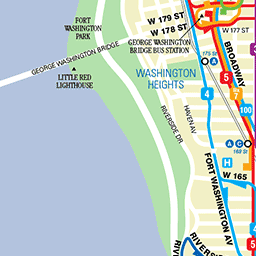 FORT
WASHINGTON
PARK
W 179 ST
W 178 ST
W 177 ST
GEORGE WASHINGTON
BRIDGE BUS STATION
GEORGE WASHINGTON BRIDGE
175 St
A
BROADWAY
LITTLE RED
LIGHTHOUSE
WASHINGTON
HEIGHTS
5
4
100
HAVEN AV
RIVERSIDE DR
A C
168 St
H
W 165
FORT WASHINGTON AV
4
5
RIVERSIDE
RIV